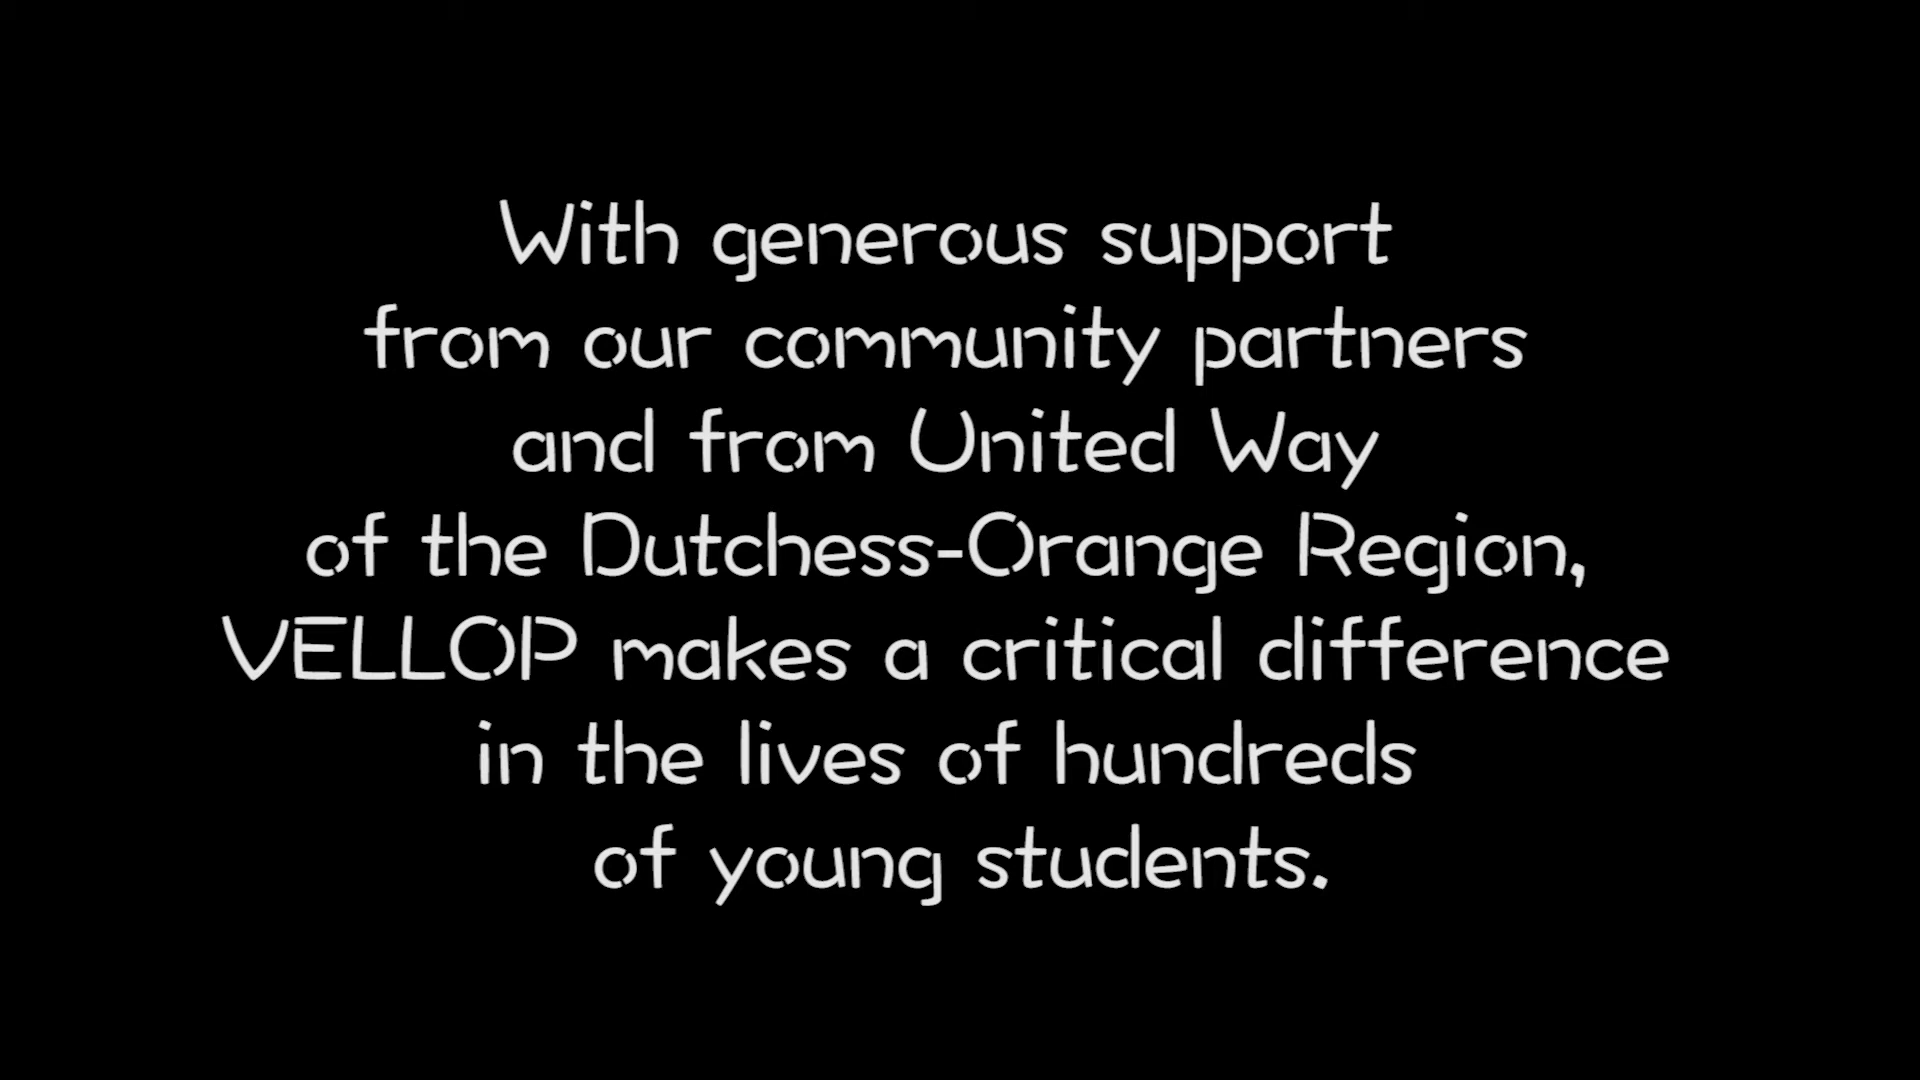 With generous support
from our community partners
and from United Way
of the Dutchess-Orange Region,
VELLOP makes a critical difference
in the lives of hundreds
of young students.